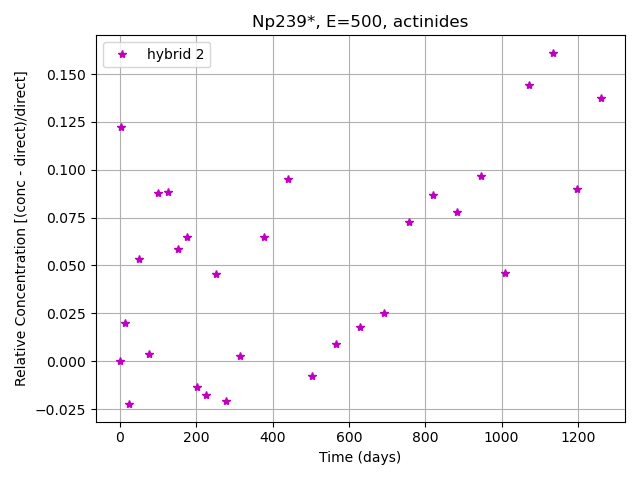 Np239*, E=500, actinides
hybrid 2
Relative Concentration [(conc - direct)/direct]
0.150
0.125
0.100
0.075
0.050
0.025
0.000
−0.025
0 200 400 600 800 1000 1200
Time (days)